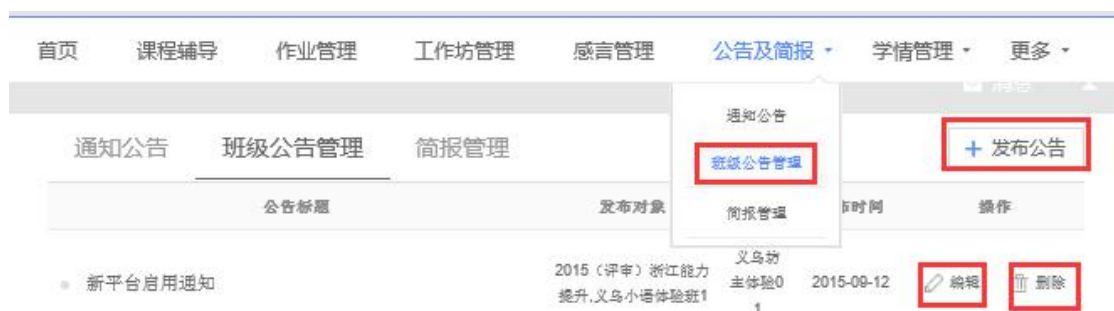 首页 课程辅导 作业管理 工作坊管理 感言管理 公告及简报 学情管理 更多
消息
通知公告
通知公告 班级公告管理 简报管理 + 发布公告
班级公告管理
公告标题 发布对象 布时间 操作
简报管理
新平台启用通知 2015（评审）浙江能力提升,义乌小语体验班1 义乌坊主体验01 2015-09-12 编辑 删除